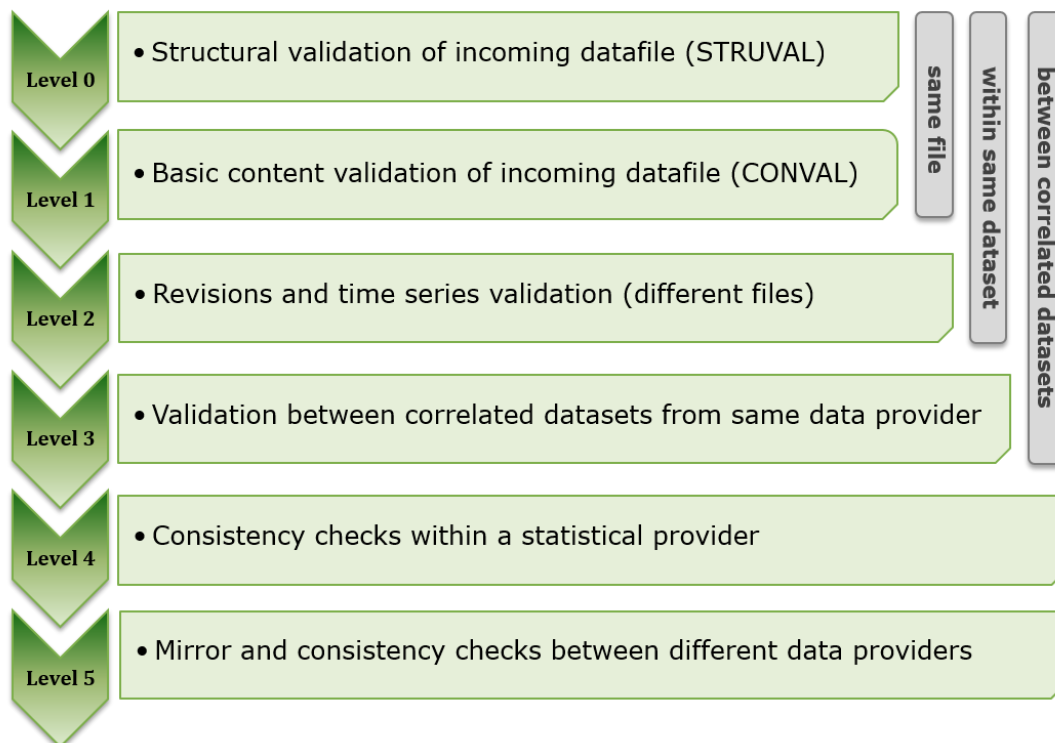 Level 0
• Structural validation of incoming datafile (STRUVAL)
Level 1
• Basic content validation of incoming datafile (CONVAL)
Level 2
• Revisions and time series validation (different files)
Level 3
• Validation between correlated datasets from same data provider
Level 4
• Consistency checks within a statistical provider
Level 5
• Mirror and consistency checks between different data providers
same file
within same dataset
between correlated datasets